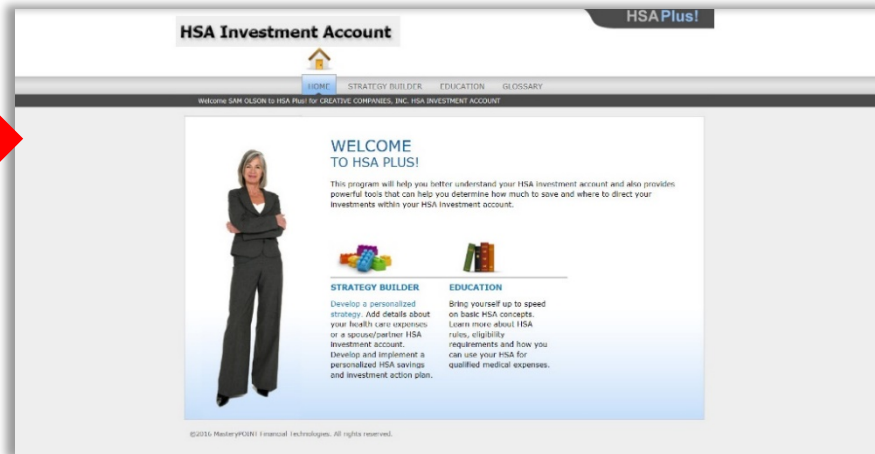 HSA Plus!
HSA Investment Account
HOME STRATEGY BUILDER EDUCATION GLOSSARY
Welcome SAM OLSON to HSA Plus! for CREATIVE COMPANIES, INC. HSA INVESTMENT ACCOUNT
WELCOME
TO HSA PLUS!
This program will help you better understand your HSA investment account and also provides
powerful tools that can help you determine how much to save and where to direct your
investments within your HSA investment account.
STRATEGY BUILDER
Develop a personalized
strategy. Add details about
your health care expenses
or a spouse/partner HSA
investment account.
Develop and implement a
personalized HSA savings
and investment action plan.
EDUCATION
Bring yourself up to speed
on basic HSA concepts.
Learn more about HSA
rules, eligibility
requirements and how you
can use your HSA for
qualified medical expenses.
©2016 MasteryPOINT Financial Technologies. All rights reserved.